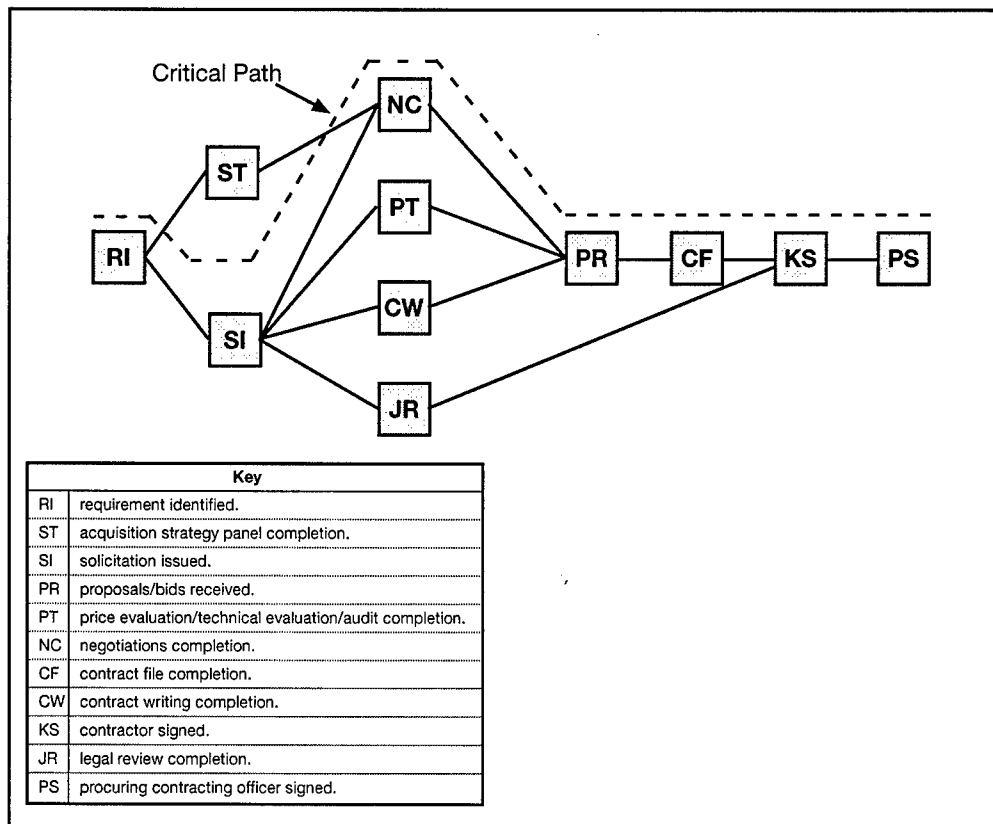 Critical Path
NC
ST
PT
RI
PR
CF
KS
PS
CW
SI
JR
Key
RI requirement identified.
ST acquisition strategy panel completion.
SI solicitation issued.
PR proposals/bids received.
PT price evaluation/technical evaluation/audit completion.
NC negotiations completion.
CF contract file completion.
CW contract writing completion.
KS contractor signed.
JR legal review completion.
PS procuring contracting officer signed.